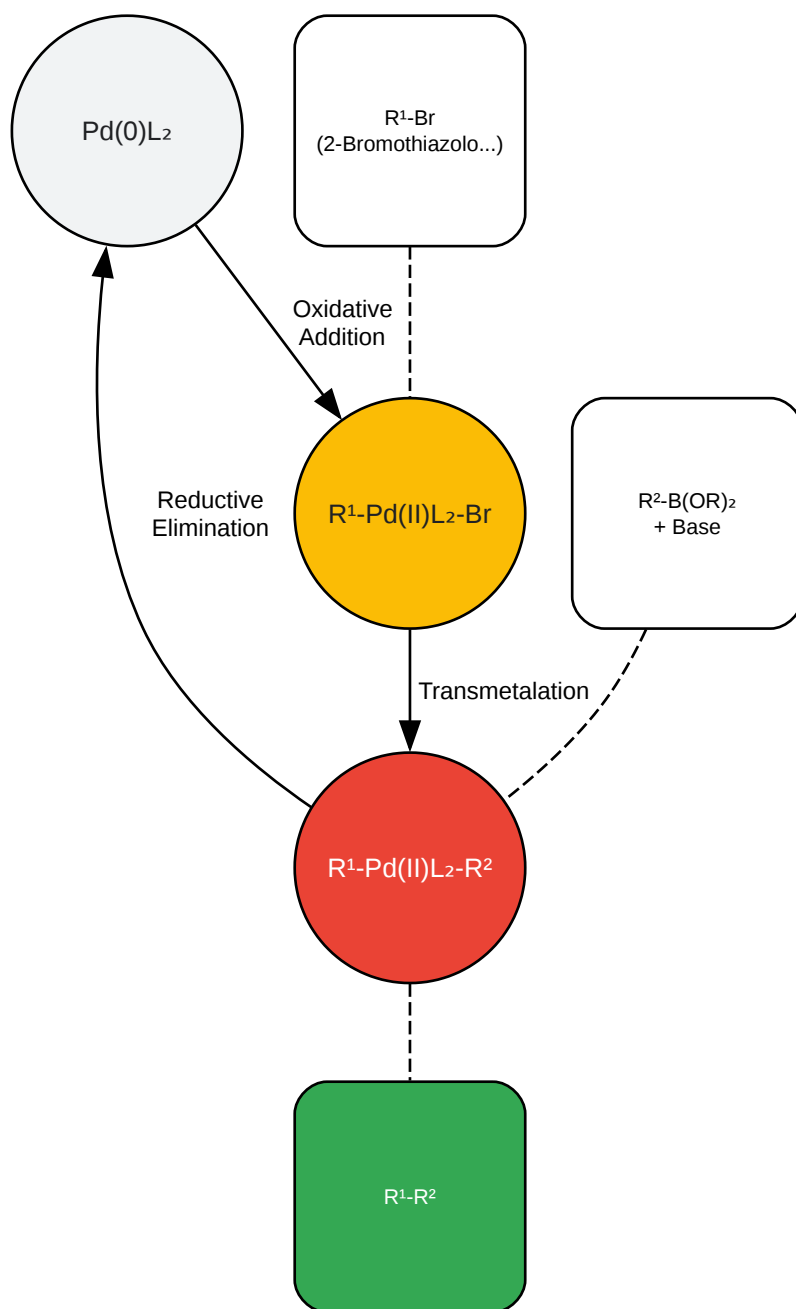 Pd(0)L₂
R¹-Br
(2-Bromothiazolo...)
Oxidative
Addition
Reductive
Elimination
R¹-Pd(II)L₂-Br
R²-B(OR)₂
+ Base
Transmetalation
R¹-Pd(II)L₂-R²
R¹-R²